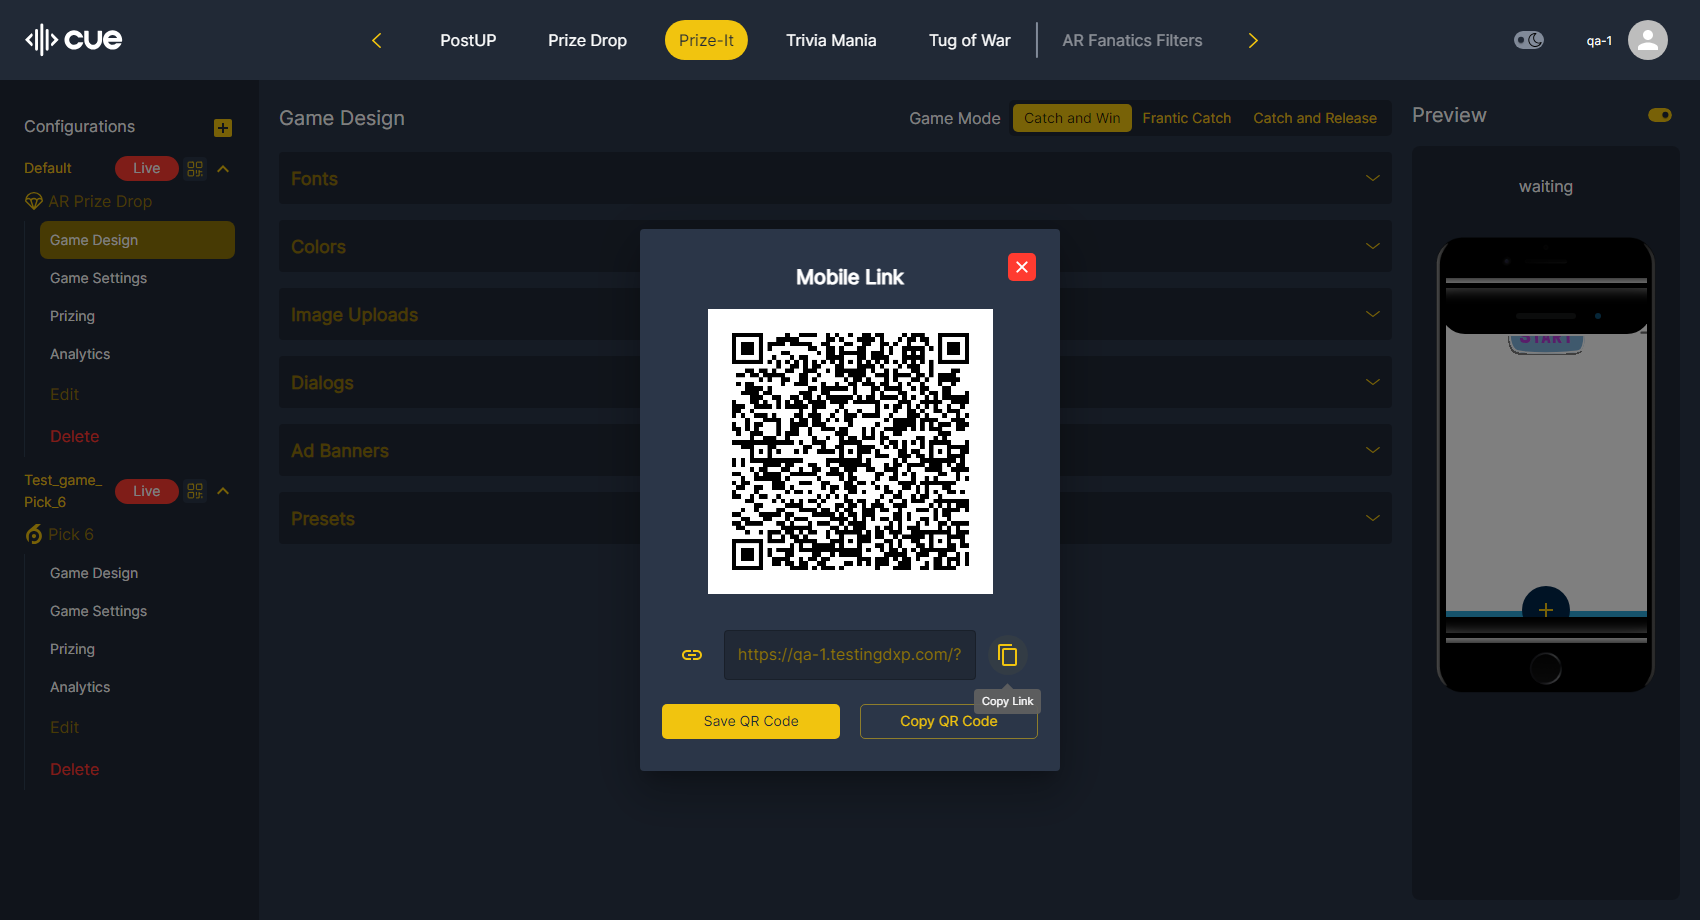 cue
PostUP
Prize Drop
Prize-It
Trivia Mania
Tug of War
AR Fanatics Filters
qa-1
Configurations
Default
Live
AR Prize Drop
Game Design
Game Settings
Prizing
Analytics
Edit
Delete
Test_game_
Pick_6
Live
Pick 6
Game Design
Game Settings
Prizing
Analytics
Edit
Delete
Game Design
Game Mode
Catch and Win
Frantic Catch
Catch and Release
Fonts
Colors
Image Uploads
Dialogs
Ad Banners
Presets
Mobile Link
https://qa-1.testingdxp.com/?
Copy Link
Save QR Code
Copy QR Code
Preview
waiting
START